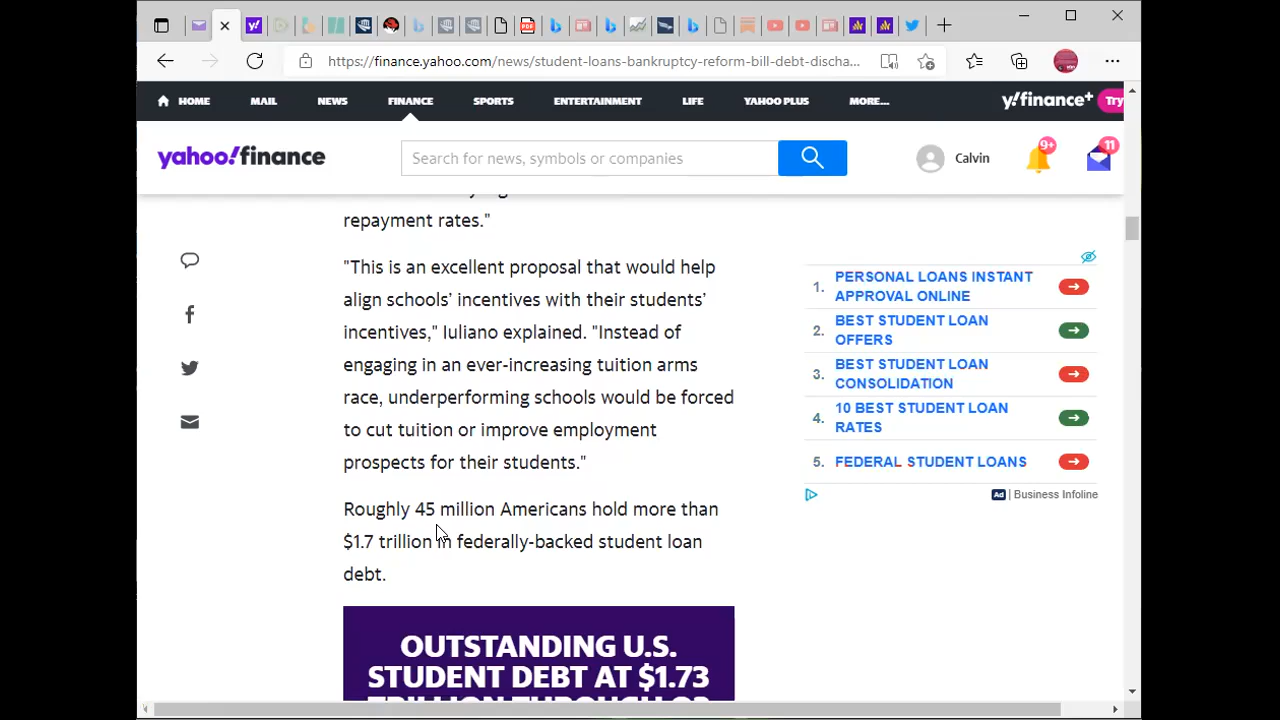 https://finance.yahoo.com/news/student-loans-bankruptcy-reform-bill-debt-discha...
HOME MAIL NEWS FINANCE SPORTS ENTERTAINMENT LIFE YAHOO PLUS MORE... y!finance+ Try
yahoo!finance Search for news, symbols or companies Calvin 9+ 11
repayment rates."
"This is an excellent proposal that would help
align schools’ incentives with their students’
incentives," Iuliano explained. "Instead of
engaging in an ever-increasing tuition arms
race, underperforming schools would be forced
to cut tuition or improve employment
prospects for their students."
Roughly 45 million Americans hold more than
$1.7 trillion in federally-backed student loan
debt.
OUTSTANDING U.S.
STUDENT DEBT AT $1.73
1. PERSONAL LOANS INSTANT
APPROVAL ONLINE
2. BEST STUDENT LOAN
OFFERS
3. BEST STUDENT LOAN
CONSOLIDATION
4. 10 BEST STUDENT LOAN
RATES
5. FEDERAL STUDENT LOANS
Ad | Business Infoline